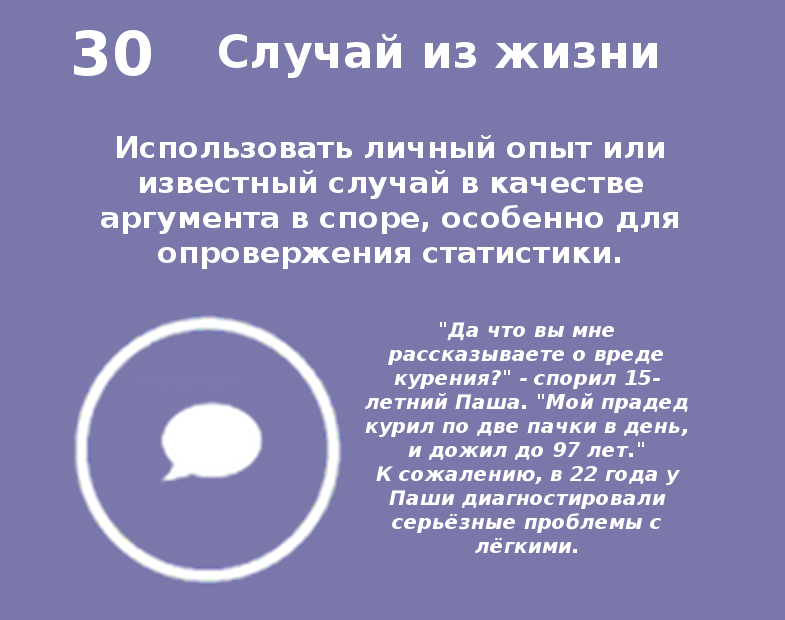 30 Случай из жизни
Использовать личный опыт или
известный случай в качестве
аргумента в споре, особенно для
опровержения статистики.
"Да что вы мне
рассказываете о вреде
курения?" - спорил 15-
летний Паша. "Мой прадед
курил по две пачки в день,
и дожил до 97 лет."
К сожалению, в 22 года у
Паши диагностировали
серьёзные проблемы с
лёгкими.